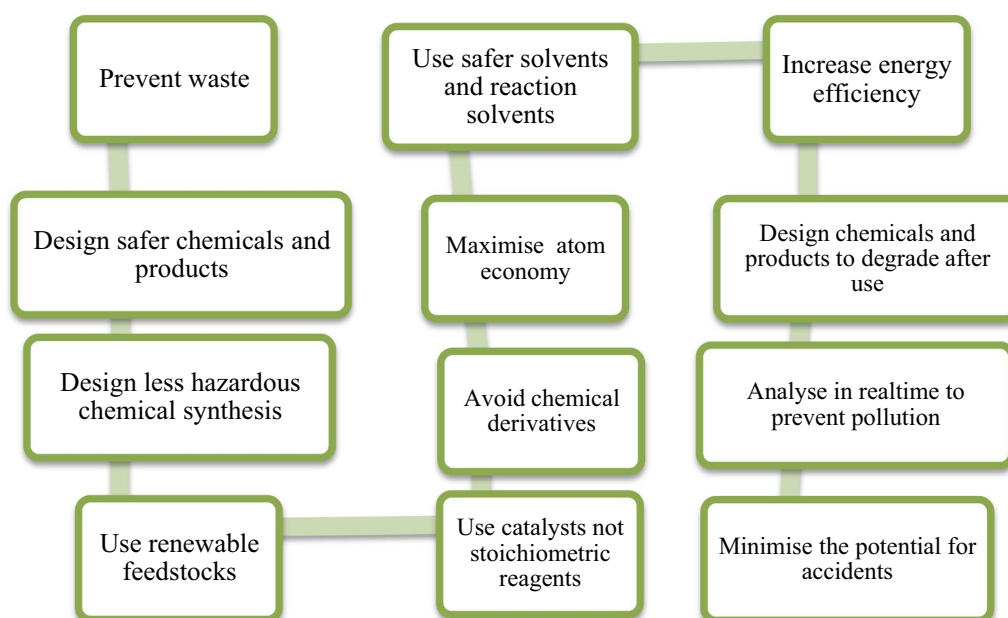 Prevent waste
Design safer chemicals and
products
Design less hazardous
chemical synthesis
Use renewable
feedstocks
Use catalysts not
stoichiometric
reagents
Avoid chemical
derivatives
Maximise atom
economy
Use safer solvents
and reaction
solvents
Increase energy
efficiency
Design chemicals and
products to degrade after
use
Analyse in realtime to
prevent pollution
Minimise the potential for
accidents